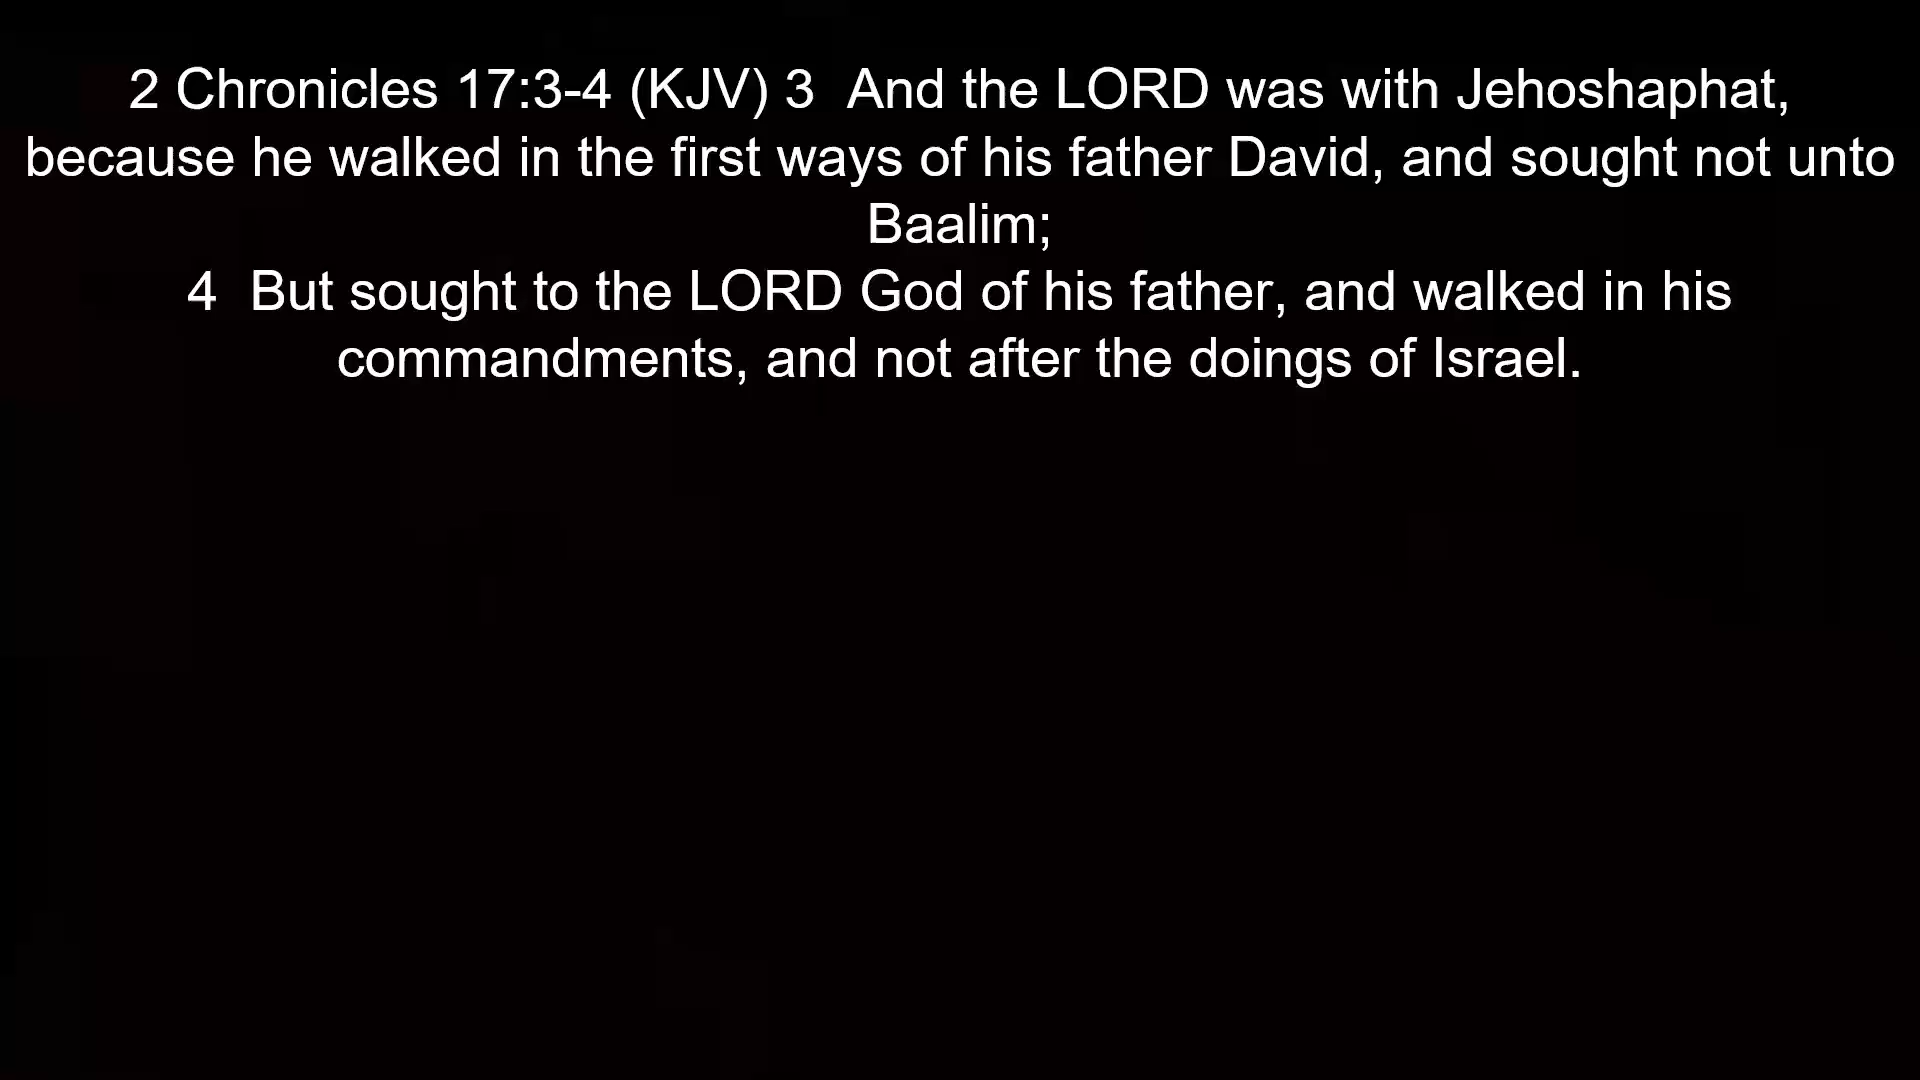 2 Chronicles 17:3-4 (KJV) 3  And the LORD was with Jehoshaphat,
because he walked in the first ways of his father David, and sought not unto
Baalim;
4  But sought to the LORD God of his father, and walked in his
commandments, and not after the doings of Israel.